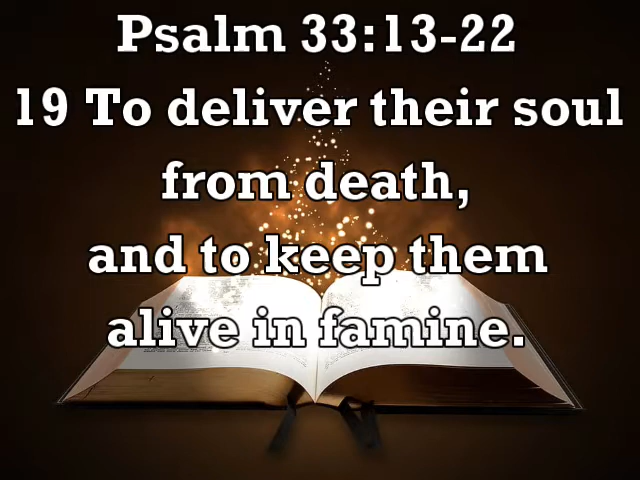 Psalm 33:13-22
19 To deliver their soul
from death,
and to keep them
alive in famine.